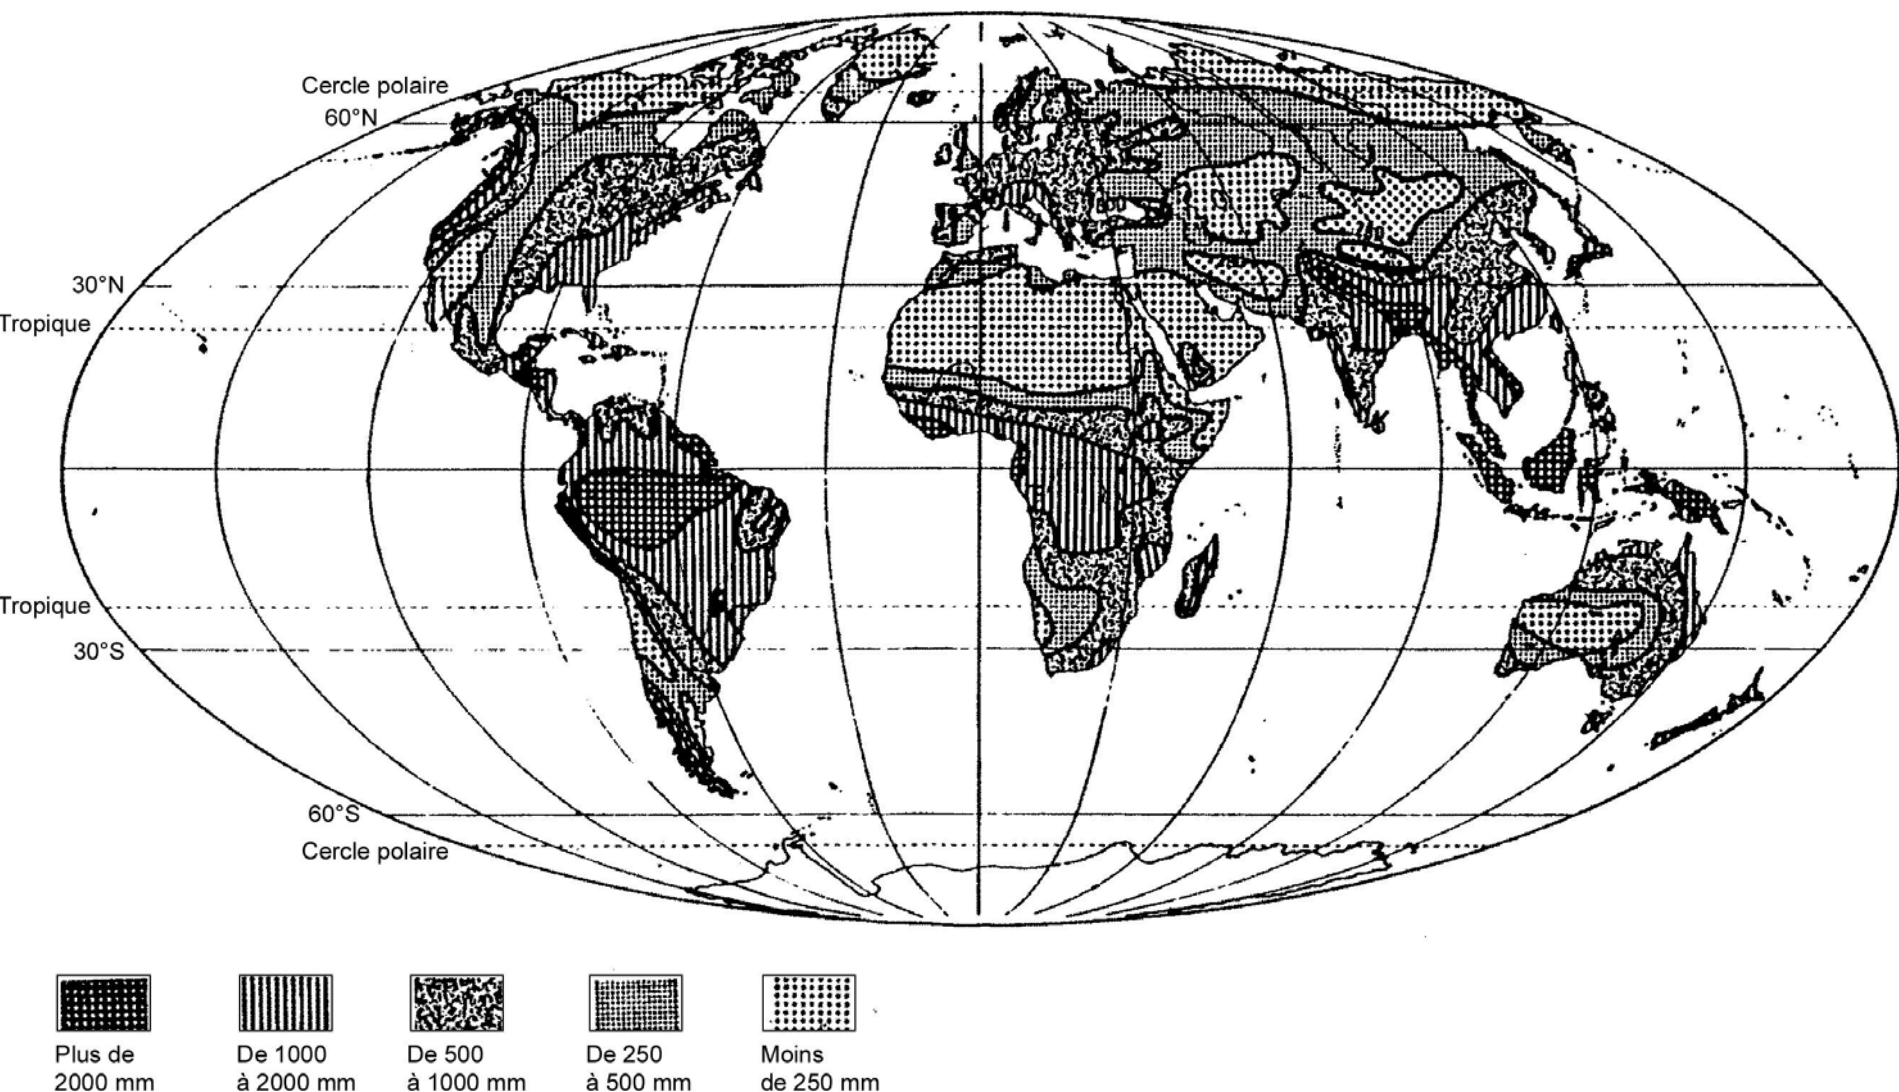 Cercle polaire
60°N
30°N
Tropique
Tropique
30°S
60°S
Cercle polaire
Plus de
2000 mm
De 1000
à 2000 mm
De 500
à 1000 mm
De 250
à 500 mm
Moins
de 250 mm